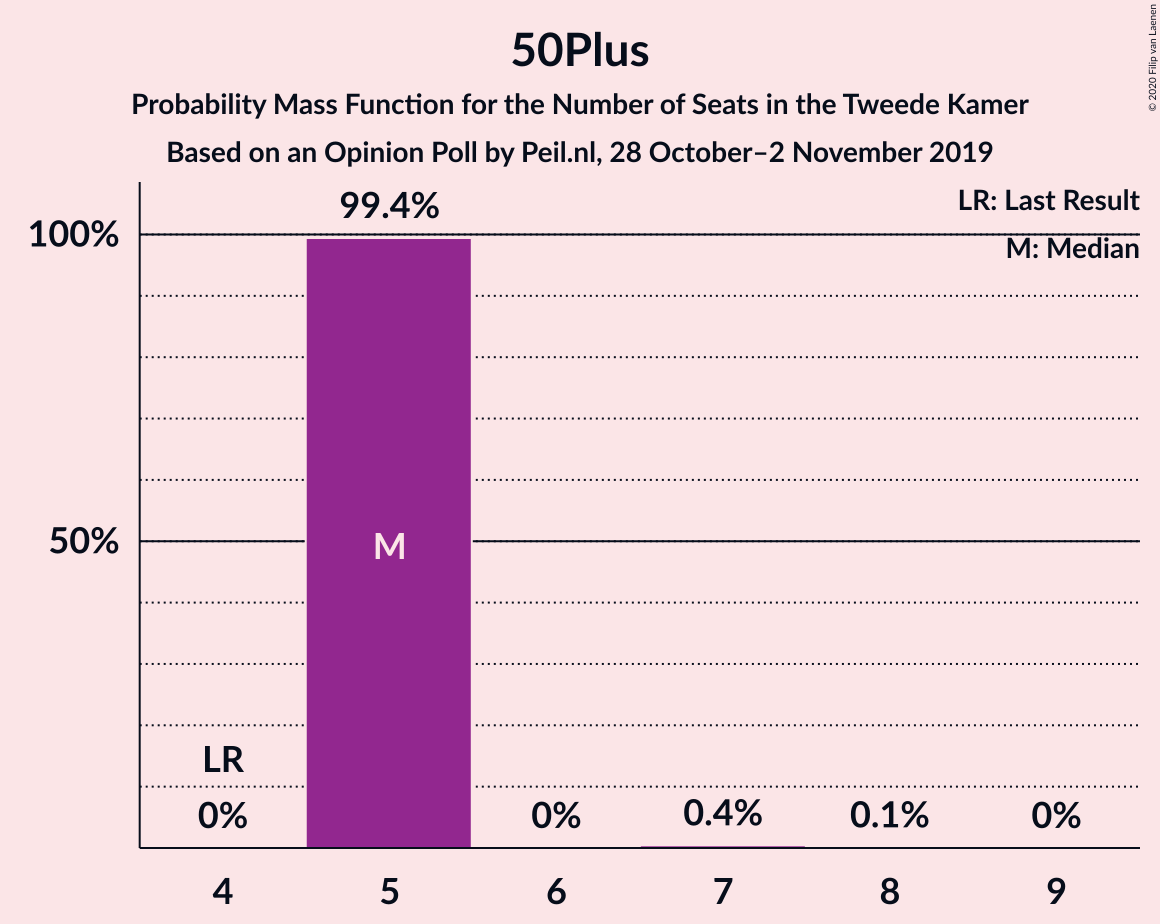 50Plus
Probability Mass Function for the Number of Seats in the Tweede Kamer
Based on an Opinion Poll by Peil.nl, 28 October–2 November 2019
© 2020 Filip van Laenen
LR: Last Result
M: Median
99.4%
100%
50%
M
LR
0%
0%
0.4%
0.1%
0%
4 5 6 7 8 9